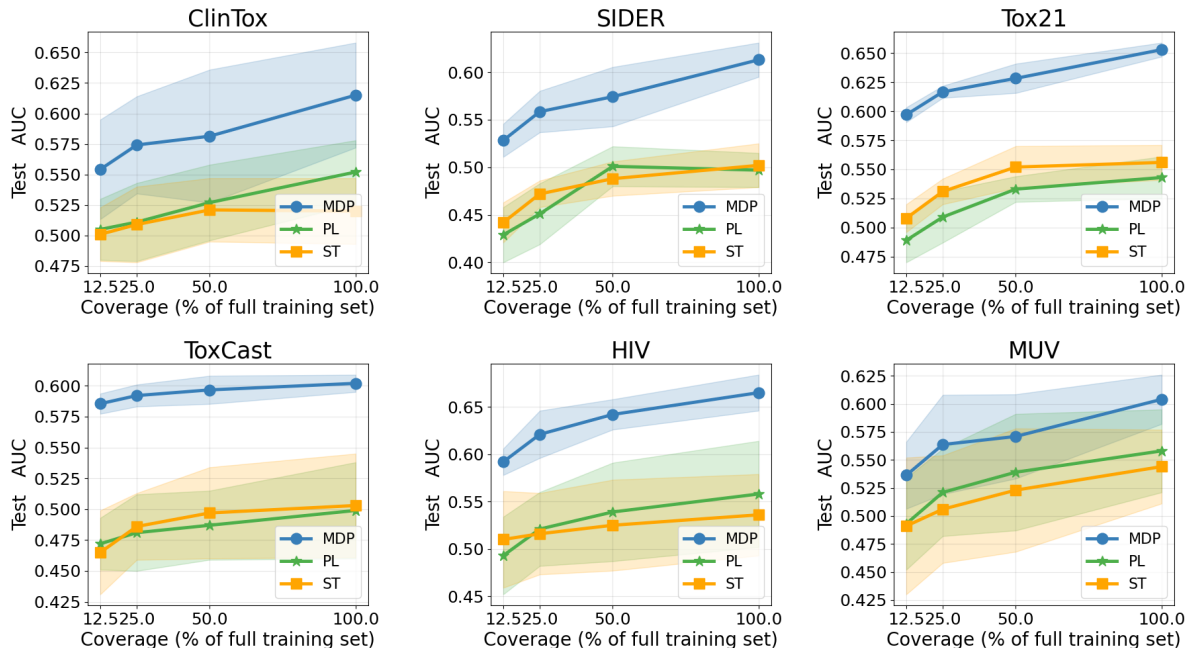 ClinTox
SIDER
Tox21
Test AUC
0.650
0.625
0.600
0.575
0.550
0.525
0.500
0.475
MDP
PL
ST
12.525.0 50.0 100.0
Coverage (% of full training set)
Test AUC
0.60
0.55
0.50
0.45
0.40
MDP
PL
ST
12.525.0 50.0 100.0
Coverage (% of full training set)
Test AUC
0.650
0.625
0.600
0.575
0.550
0.525
0.500
0.475
MDP
PL
ST
12.525.0 50.0 100.0
Coverage (% of full training set)
ToxCast
HIV
MUV
Test AUC
0.600
0.575
0.550
0.525
0.500
0.475
0.450
0.425
MDP
PL
ST
12.525.0 50.0 100.0
Coverage (% of full training set)
Test AUC
0.65
0.60
0.55
0.50
0.45
MDP
PL
ST
12.525.0 50.0 100.0
Coverage (% of full training set)
Test AUC
0.625
0.600
0.575
0.550
0.525
0.500
0.475
0.450
0.425
MDP
PL
ST
12.525.0 50.0 100.0
Coverage (% of full training set)